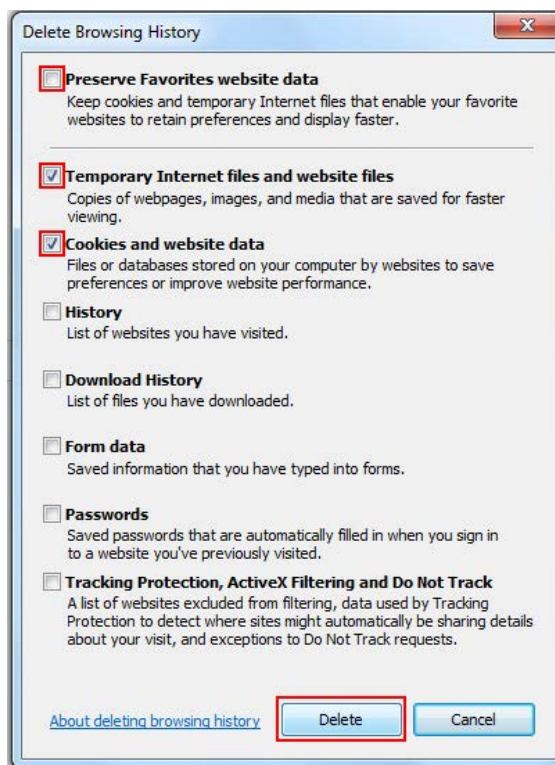 Delete Browsing History
Preserve Favorites website data
Keep cookies and temporary Internet files that enable your favorite
websites to retain preferences and display faster.
Temporary Internet files and website files
Copies of webpages, images, and media that are saved for faster
viewing.
Cookies and website data
Files or databases stored on your computer by websites to save
preferences or improve website performance.
History
List of websites you have visited.
Download History
List of files you have downloaded.
Form data
Saved information that you have typed into forms.
Passwords
Saved passwords that are automatically filled in when you sign in
to a website you've previously visited.
Tracking Protection, ActiveX Filtering and Do Not Track
A list of websites excluded from filtering, data used by Tracking
Protection to detect where sites might automatically be sharing details
about your visit, and exceptions to Do Not Track requests.
About deleting browsing history Delete Cancel